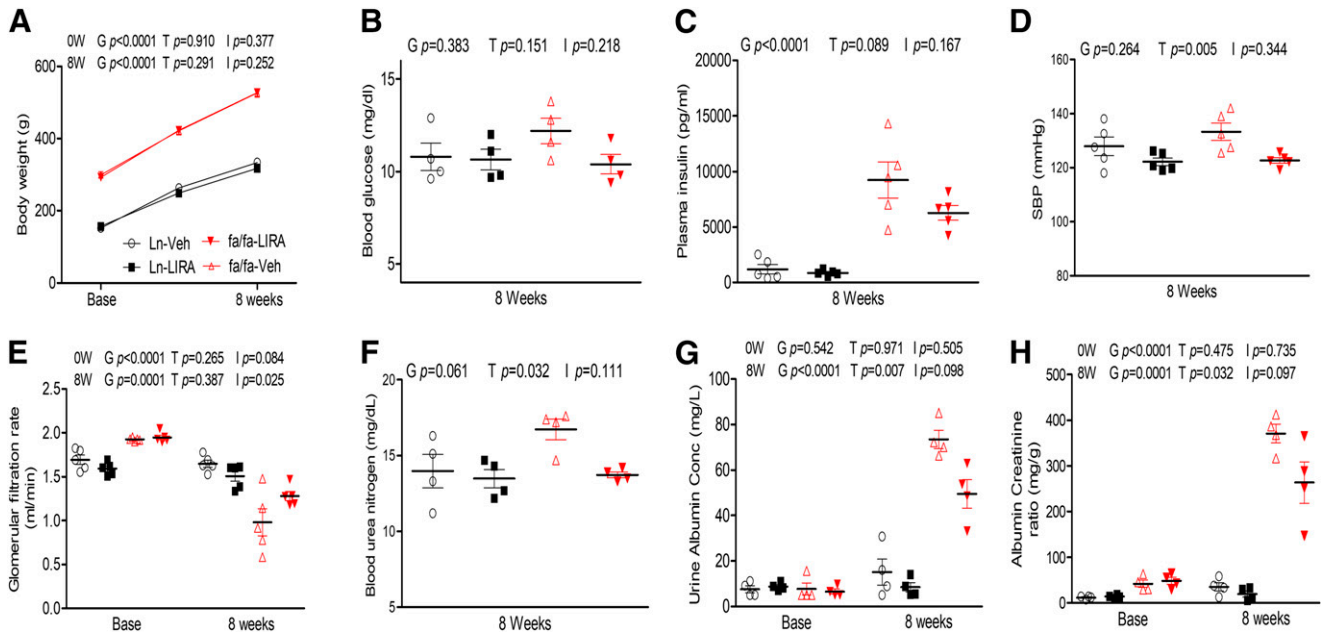 A
0W G p<0.0001 T p=0.910 I p=0.377
8W G p<0.0001 T p=0.291 I p=0.252
Body weight (g)
600
400
200
0
Ln-Veh
fa/fa-LIRA
Ln-LIRA
fa/fa-Veh
Base 8 weeks
B
G p=0.383 T p=0.151 I p=0.218
Blood glucose (mg/dl)
15
10
5
8 Weeks
C
G p<0.0001 T p=0.089 I p=0.167
Plasma insulin (pg/ml)
20000
15000
10000
5000
0
8 Weeks
D
G p=0.264 T p=0.005 I p=0.344
SBP (mmHg)
160
140
120
100
80
8 Weeks
E
0W G p<0.0001 T p=0.265 I p=0.084
8W G p=0.0001 T p=0.387 I p=0.025
Glomerular filtration rate
(ml/min)
2.5
2.0
1.5
1.0
0.5
0.0
Base 8 weeks
F
G p=0.061 T p=0.032 I p=0.111
Blood urea nitrogen (mg/dL)
20
15
10
5
8 Weeks
G
0W G p=0.542 T p=0.971 I p=0.505
8W G p<0.0001 T p=0.007 I p=0.098
Urine Albumin Conc (mg/L)
100
80
60
40
20
0
Base 8 weeks
H
0W G p<0.0001 T p=0.475 I p=0.735
8W G p=0.0001 T p=0.032 I p=0.097
Albumin Creatinine
ratio (mg/g)
500
400
300
200
100
0
Base 8 weeks